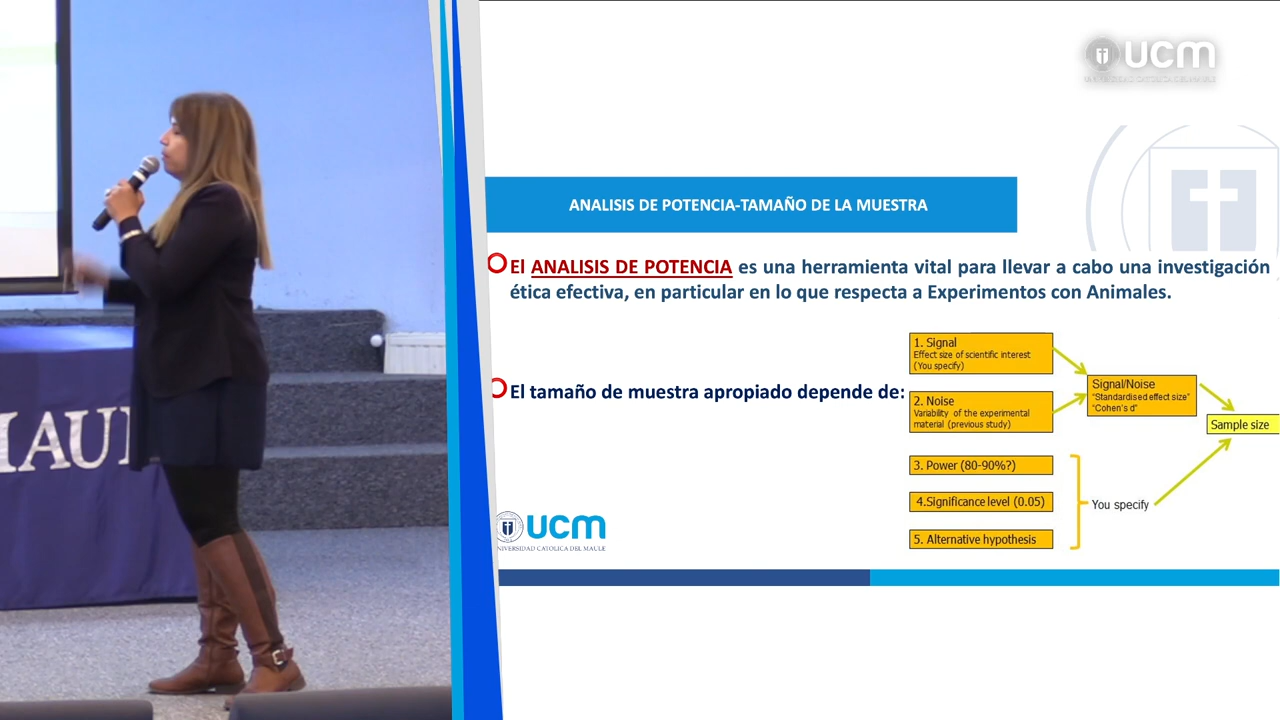 ucm
UNIVERSIDAD CATOLICA DEL MAULE
ANALISIS DE POTENCIA-TAMAÑO DE LA MUESTRA
El ANALISIS DE POTENCIA es una herramienta vital para llevar a cabo una investigación
ética efectiva, en particular en lo que respecta a Experimentos con Animales.
El tamaño de muestra apropiado depende de:
1. Signal
Effect size of scientific interest
(You specify)
2. Noise
Variability of the experimental
material (previous study)
Signal/Noise
"Standardised effect size"
"Cohen's d"
Sample size
3. Power (80-90%?)
4.Significance level (0.05)
5. Alternative hypothesis
You specify
ucm
UNIVERSIDAD CATOLICA DEL MAULE
MAUL